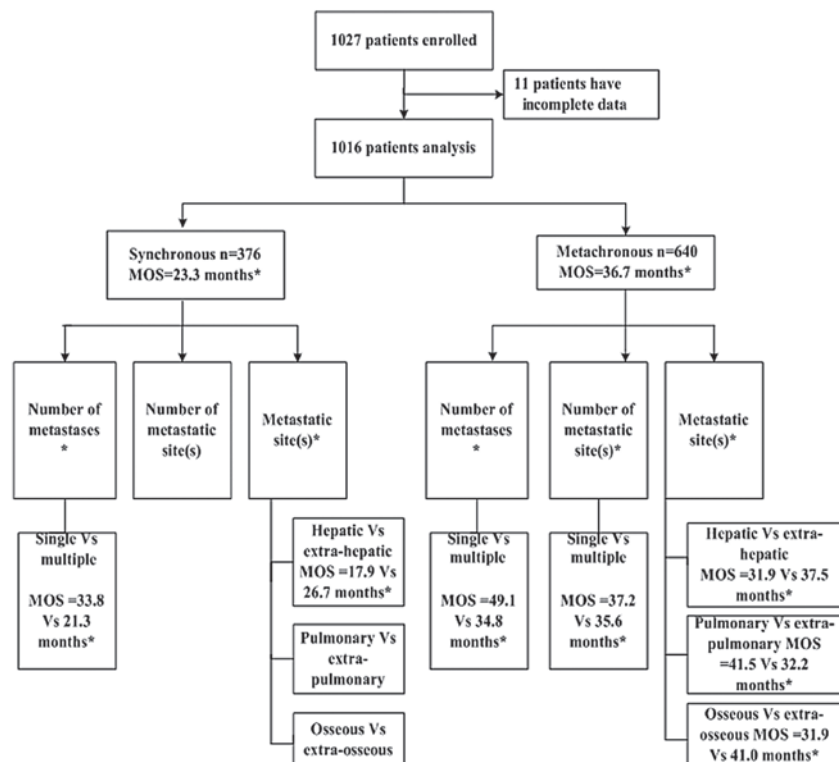 1027 patients enrolled
11 patients have
incomplete data
1016 patients analysis
Synchronous n=376
MOS=23.3 months*
Metachronous n=640
MOS=36.7 months*
Number of
metastases
*
Number of
metastatic
site(s)
Metastatic
site(s)*
Number of
metastases
*
Number of
metastatic
site(s)*
Metastatic
site(s)*
Single Vs
multiple
MOS =33.8
Vs 21.3
months*
Hepatic Vs
extra-hepatic
MOS =17.9 Vs
26.7 months*
Pulmonary Vs
extra-
pulmonary
Osseous Vs
extra-osseous
Single Vs
multiple
MOS =49.1
Vs 34.8
months*
Single Vs
multiple
MOS =37.2
Vs 35.6
months*
Hepatic Vs extra-
hepatic
MOS =31.9 Vs 37.5
months*
Pulmonary Vs extra-
pulmonary MOS
=41.5 Vs 32.2
months*
Osseous Vs extra-
osseous MOS =31.9
Vs 41.0 months*